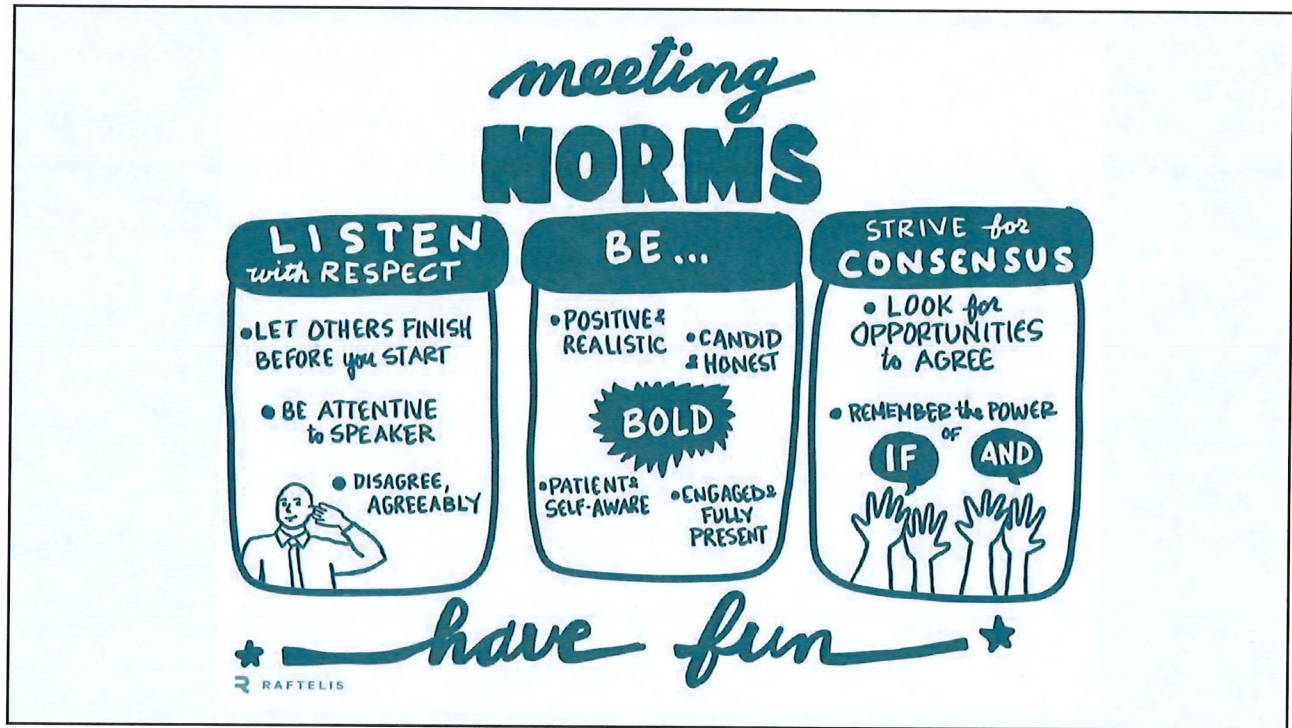 meeting
NORMS
LISTEN
with RESPECT
• LET OTHERS FINISH
BEFORE you START
• BE ATTENTIVE
to SPEAKER
• DISAGREE,
AGREEABLY
BE...
• POSITIVE &
REALISTIC
• CANDID
& HONEST
BOLD
• PATIENT &
SELF-AWARE
• ENGAGED &
FULLY
PRESENT
STRIVE for
CONSENSUS
• LOOK for
OPPORTUNITIES
to AGREE
• REMEMBER the POWER
OF
IF AND
have fun
RAFTELIS